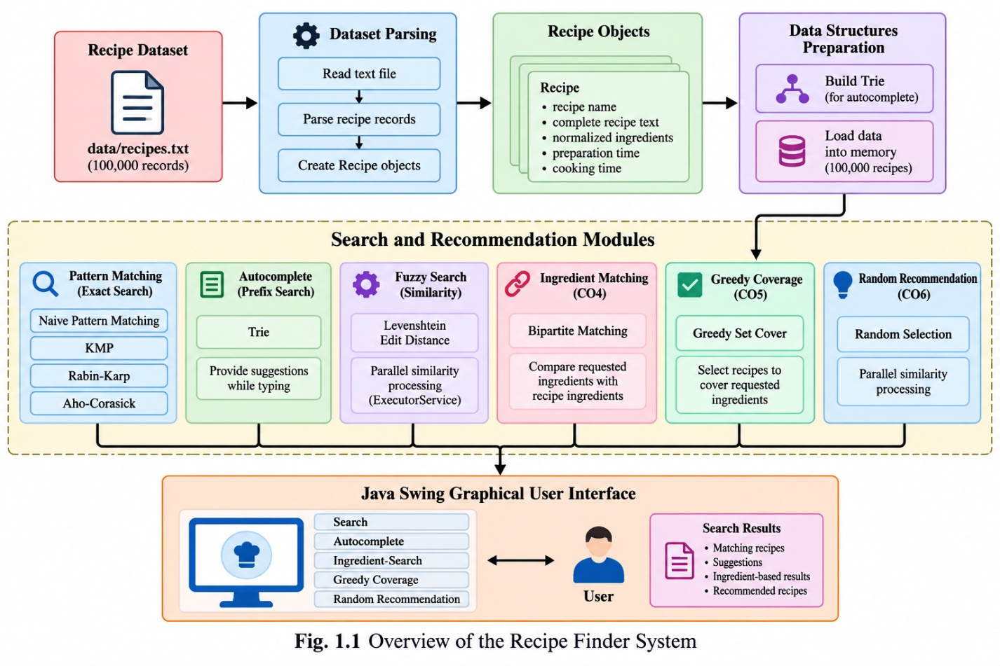 Recipe Dataset
data/recipes.txt
(100,000 records)
Dataset Parsing
Read text file
Parse recipe records
Create Recipe objects
Recipe Objects
Recipe
• recipe name
• complete recipe text
• normalized ingredients
• preparation time
• cooking time
Data Structures
Preparation
Build Trie
(for autocomplete)
Load data
into memory
(100,000 recipes)
Search and Recommendation Modules
Pattern Matching
(Exact Search)
Naive Pattern Matching
KMP
Rabin-Karp
Aho-Corasick
Autocomplete
(Prefix Search)
Trie
Provide suggestions
while typing
Fuzzy Search
(Similarity)
Levenshtein
Edit Distance
Parallel similarity
processing
(ExecutorService)
Ingredient Matching
(CO4)
Bipartite Matching
Compare requested
ingredients with
recipe ingredients
Greedy Coverage
(CO5)
Greedy Set Cover
Select recipes to
cover requested
ingredients
Random Recommendation
(CO6)
Random Selection
Parallel similarity
processing
Java Swing Graphical User Interface
Search
Autocomplete
Ingredient-Search
Greedy Coverage
Random Recommendation
User
Search Results
• Matching recipes
• Suggestions
• Ingredient-based results
• Recommended recipes
Fig. 1.1 Overview of the Recipe Finder System